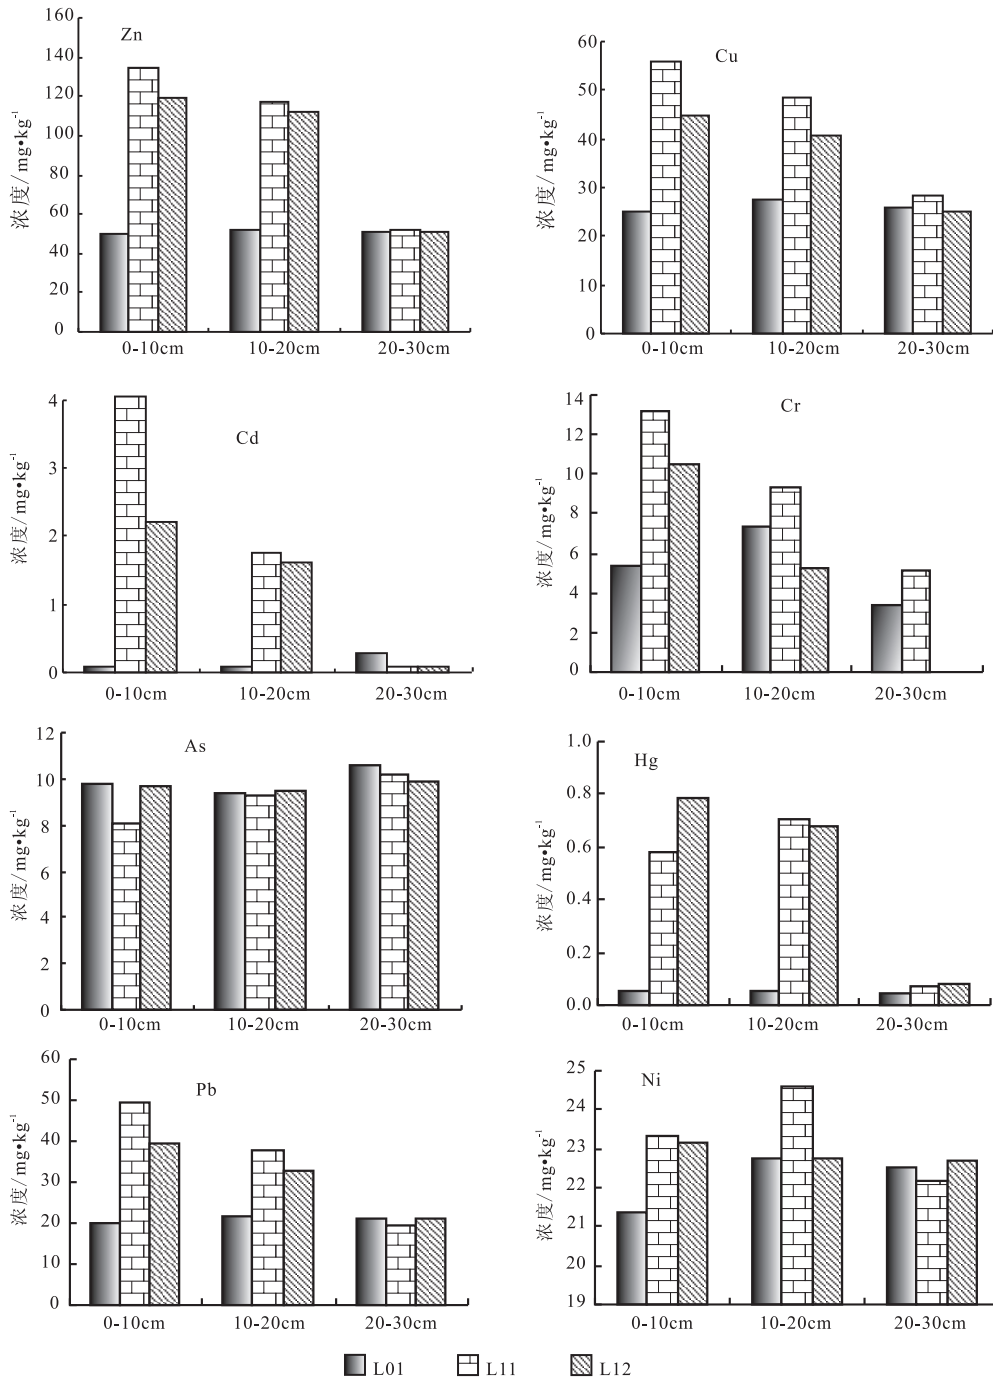 Zn
浓度/mg•kg-1
160
140
120
100
80
60
40
20
0
0-10cm 10-20cm 20-30cm
Cu
浓度/mg•kg-1
60
50
40
30
20
10
0
0-10cm 10-20cm 20-30cm
Cd
浓度/mg•kg-1
4
3
2
1
0
0-10cm 10-20cm 20-30cm
Cr
浓度/mg•kg-1
14
12
10
8
6
4
2
0
0-10cm 10-20cm 20-30cm
As
浓度/mg•kg-1
12
10
8
6
4
2
0
0-10cm 10-20cm 20-30cm
Hg
浓度/mg•kg-1
1.0
0.8
0.6
0.4
0.2
0.0
0-10cm 10-20cm 20-30cm
Pb
浓度/mg•kg-1
60
50
40
30
20
10
0
0-10cm 10-20cm 20-30cm
Ni
浓度/mg•kg-1
25
24
23
22
21
20
19
0-10cm 10-20cm 20-30cm
L01 L11 L12